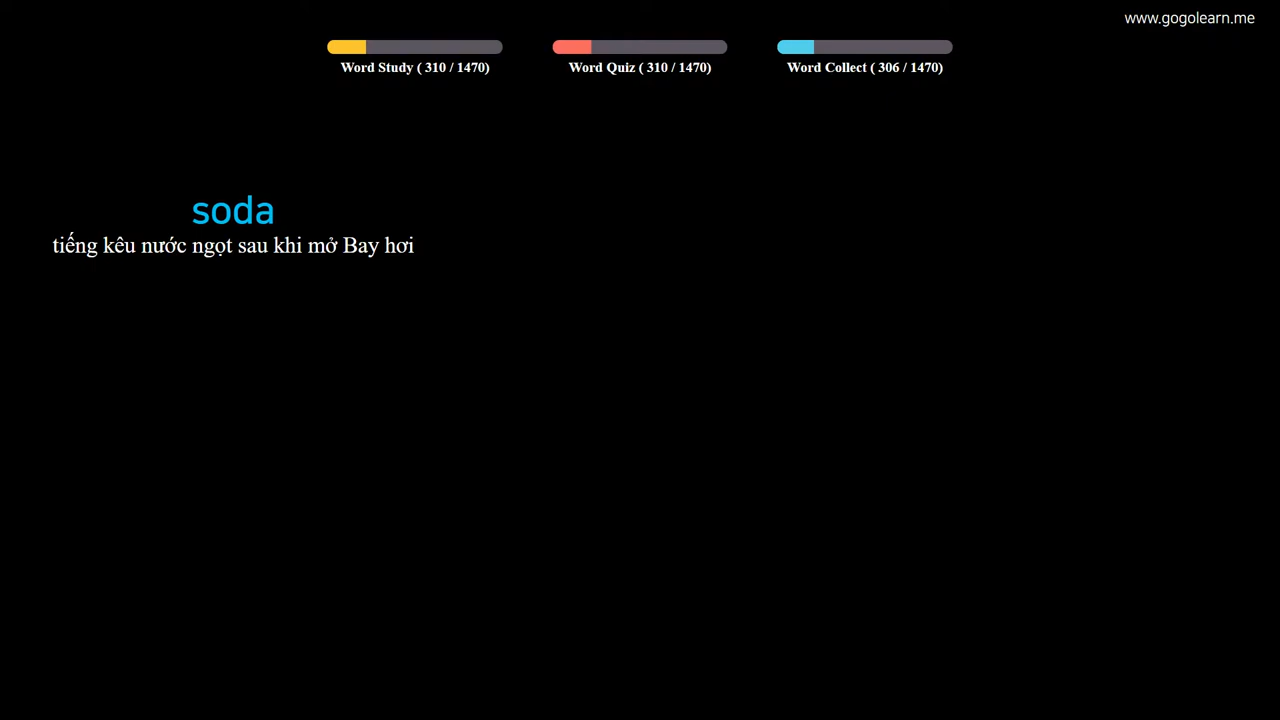 www.gogolearn.me
Word Study ( 310 / 1470)
Word Quiz ( 310 / 1470)
Word Collect ( 306 / 1470)
soda
tiếng kêu nước ngọt sau khi mở Bay hơi